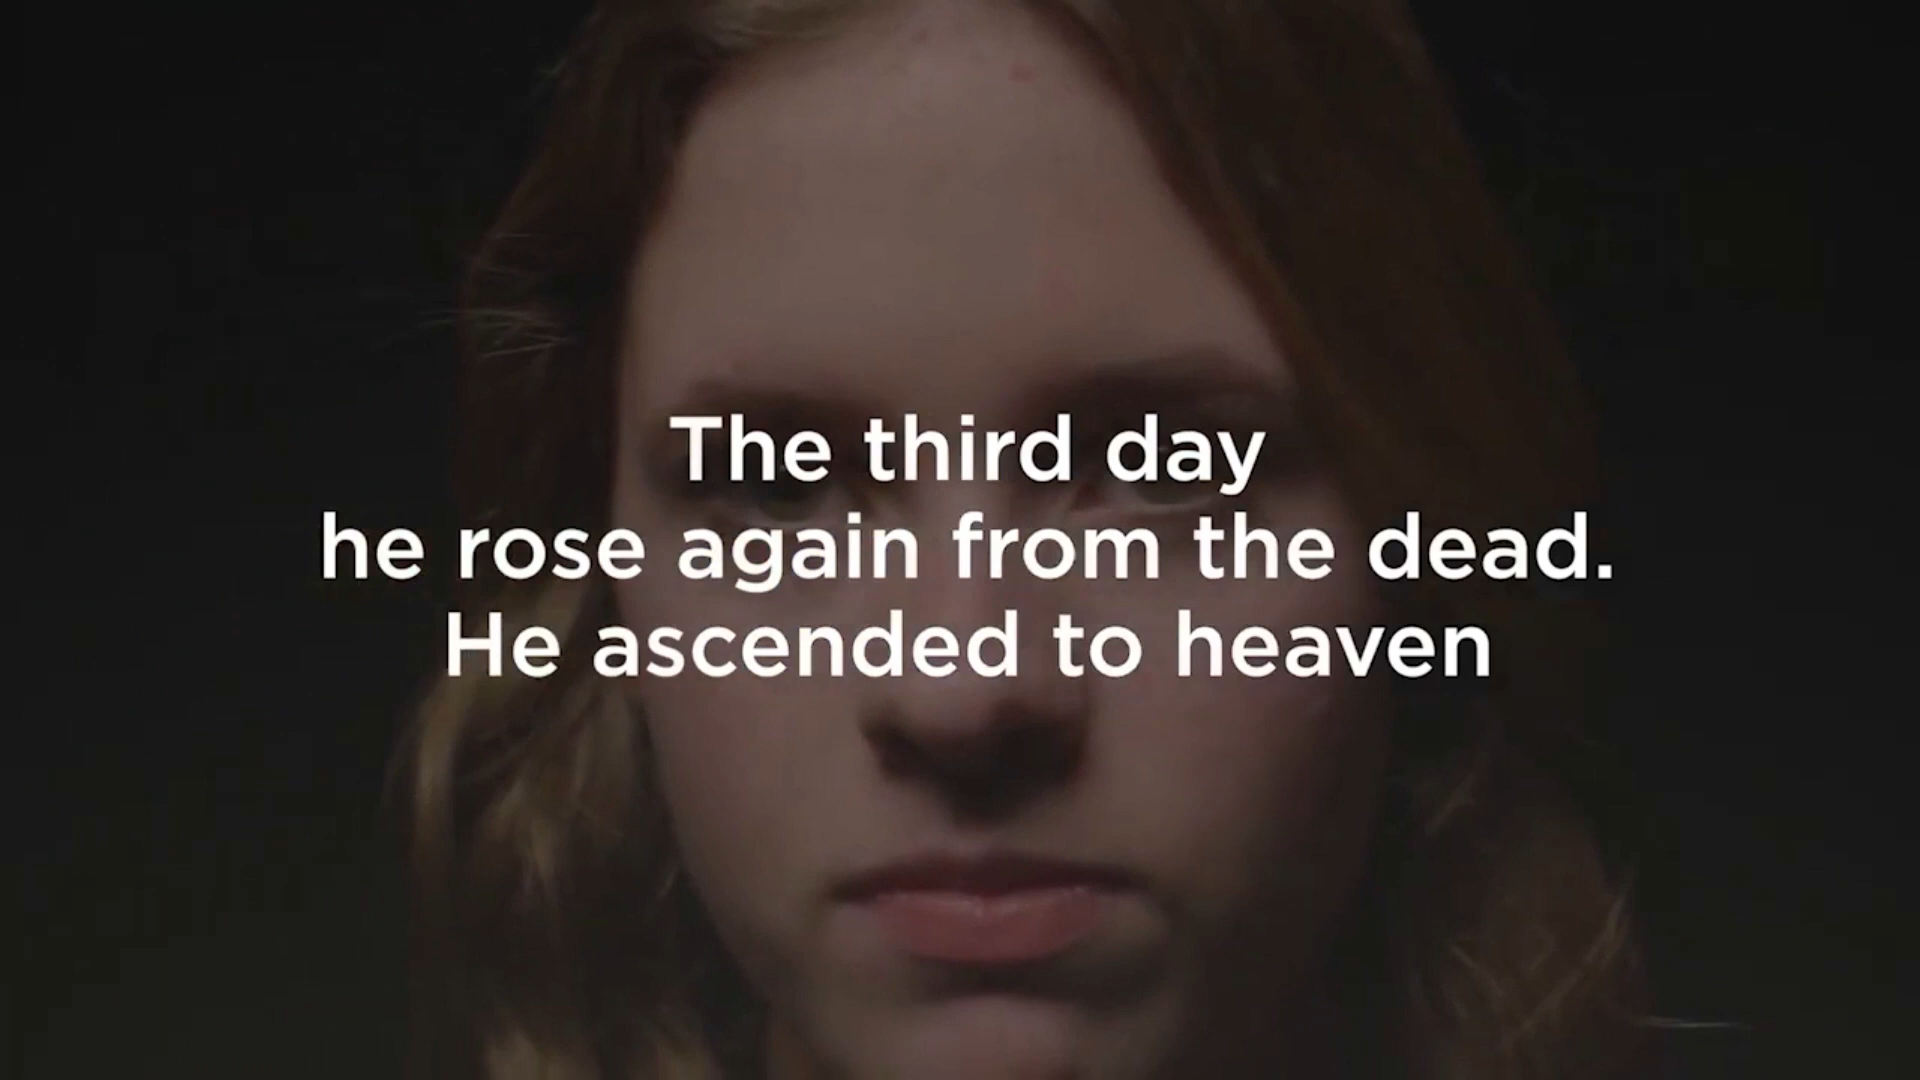 The third day
he rose again from the dead.
He ascended to heaven